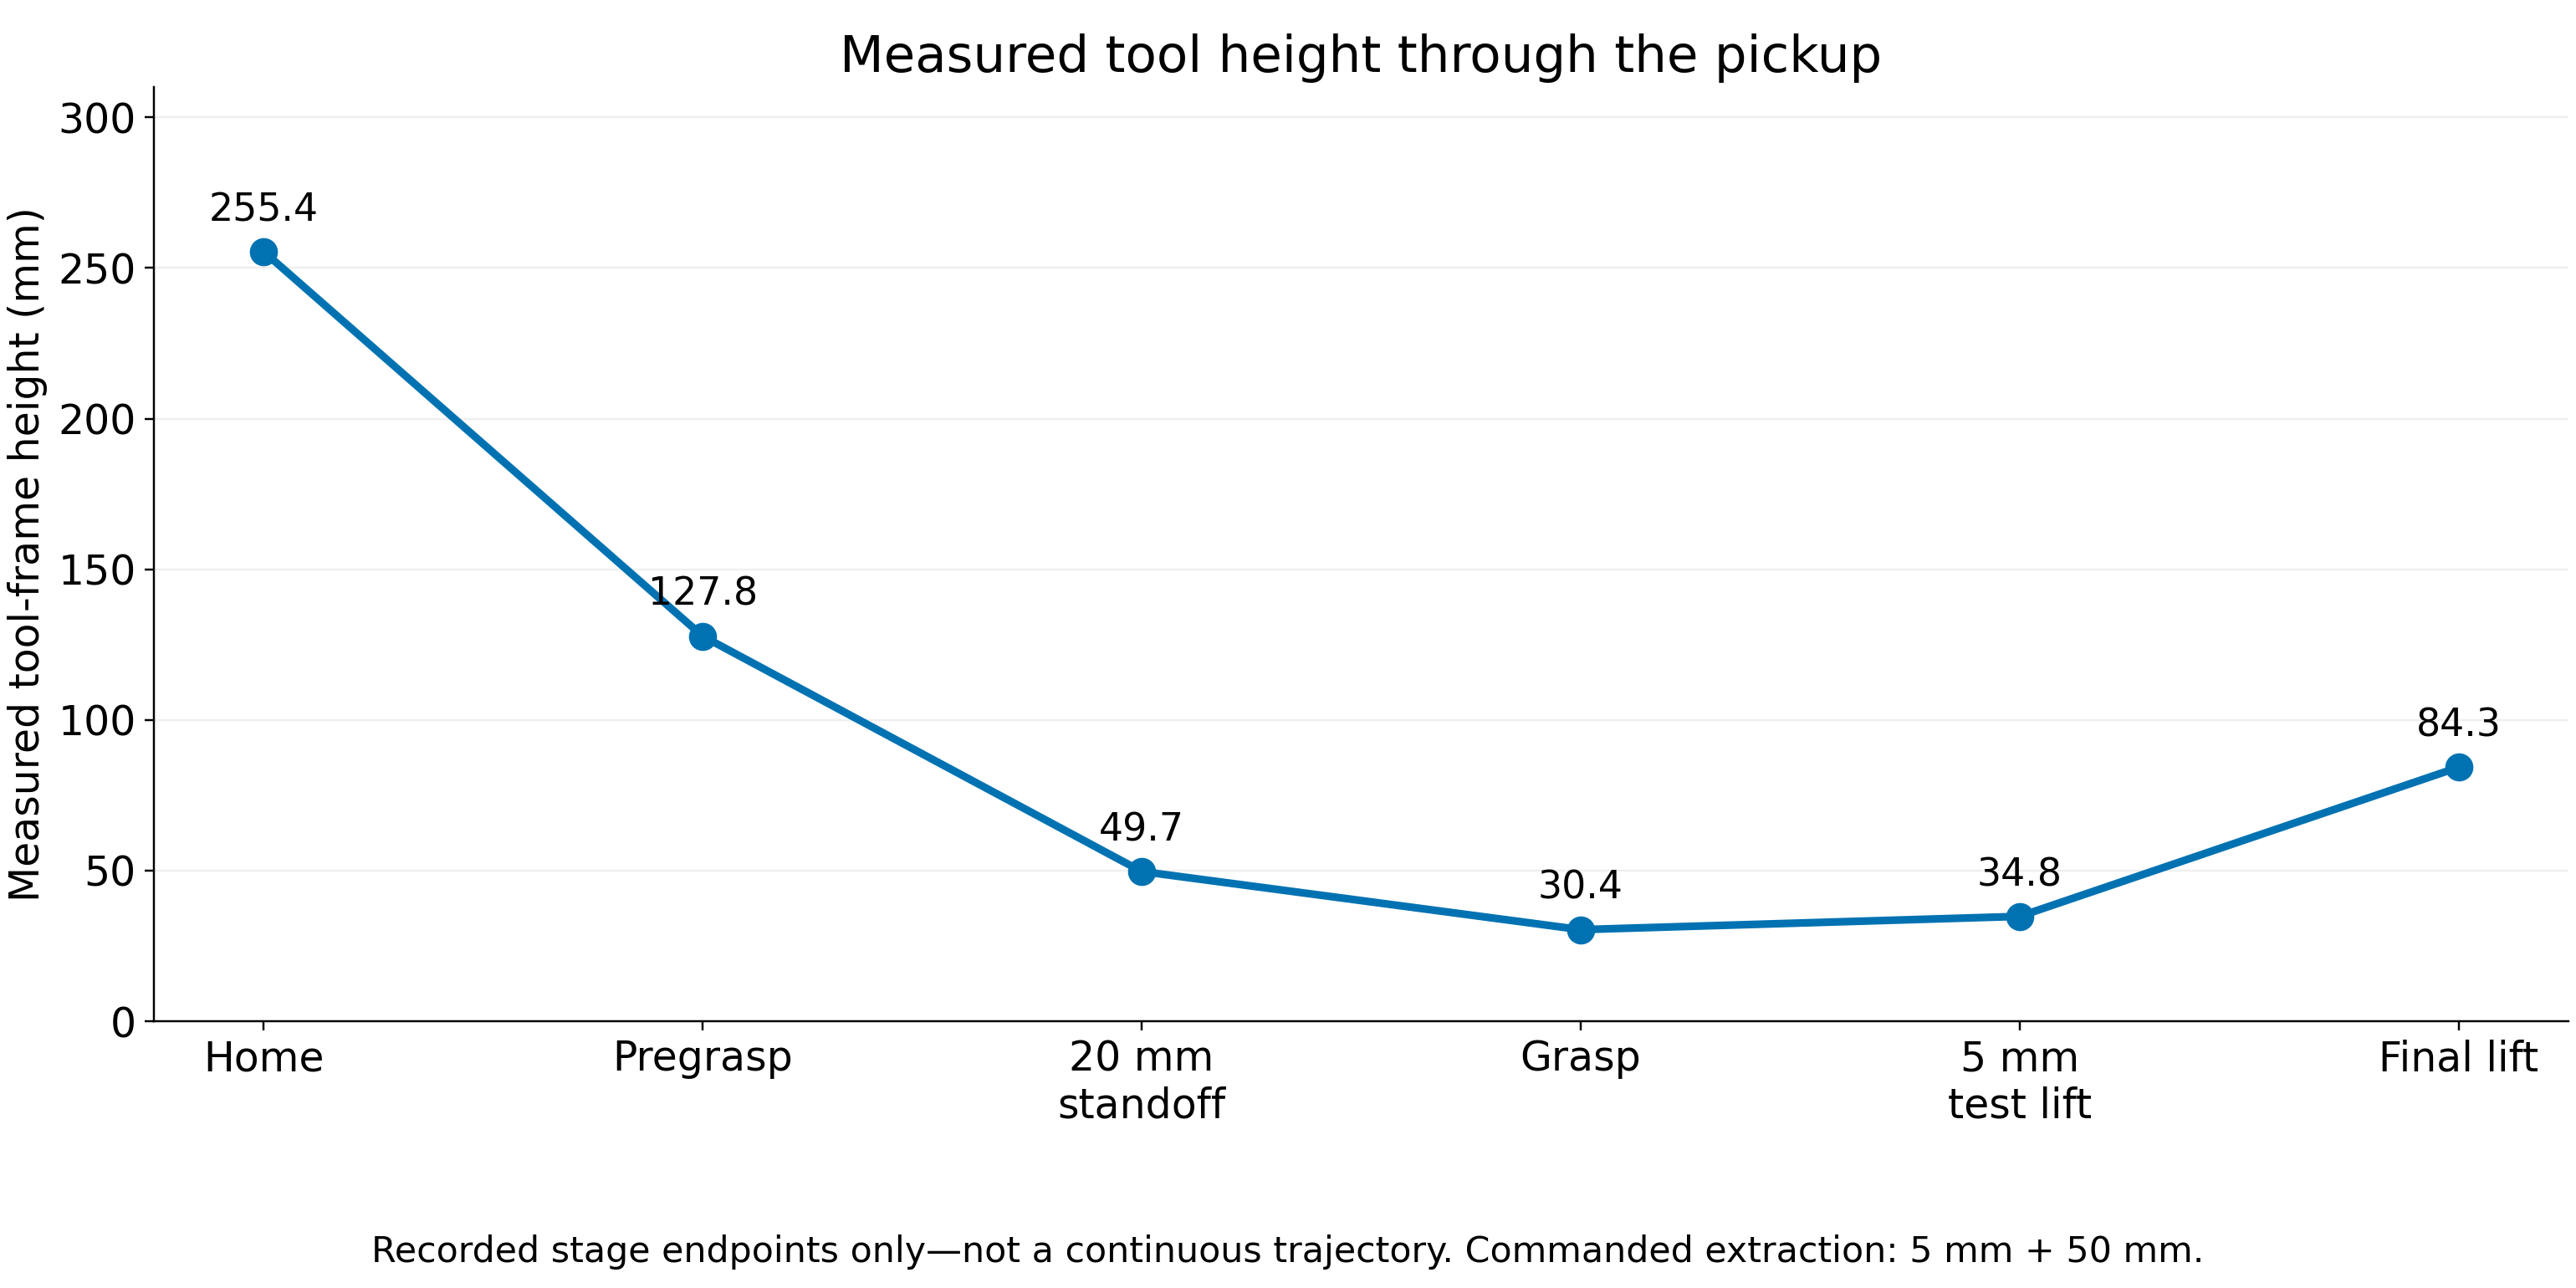 Measured tool height through the pickup
Measured tool-frame height (mm)
300
250
200
150
100
50
0
255.4
127.8
49.7
30.4
34.8
84.3
Home
Pregrasp
20 mm
standoff
Grasp
5 mm
test lift
Final lift
Recorded stage endpoints only—not a continuous trajectory. Commanded extraction: 5 mm + 50 mm.